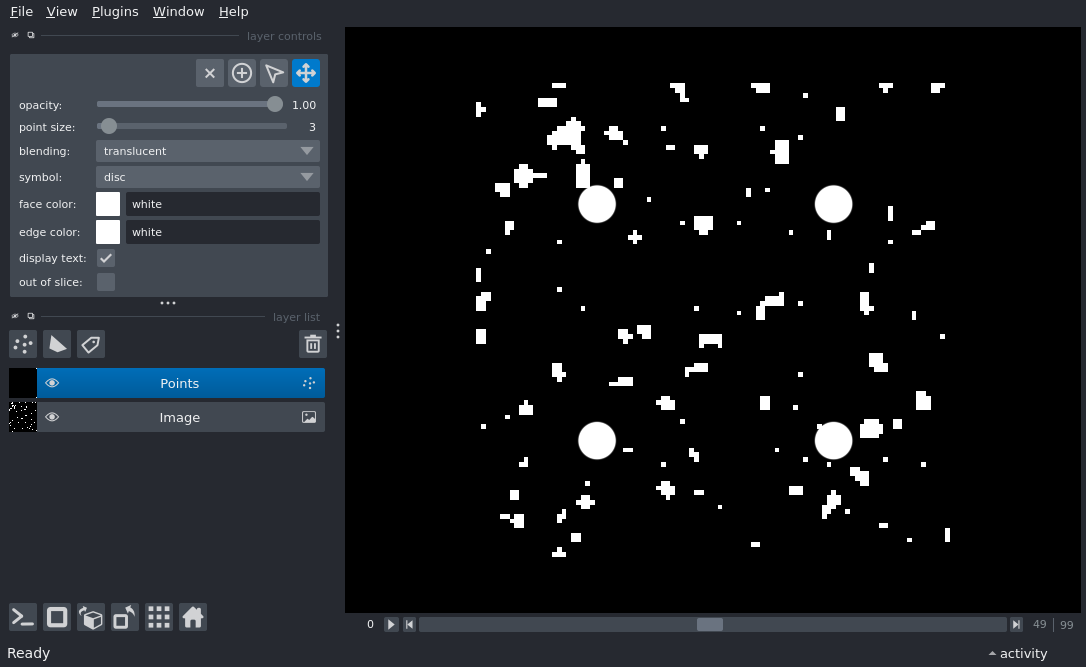 File View Plugins Window Help
layer controls
opacity: 1.00
point size: 3
blending: translucent
symbol: disc
face color: white
edge color: white
display text:
out of slice:
layer list
Points
Image
0 49 99
Ready activity